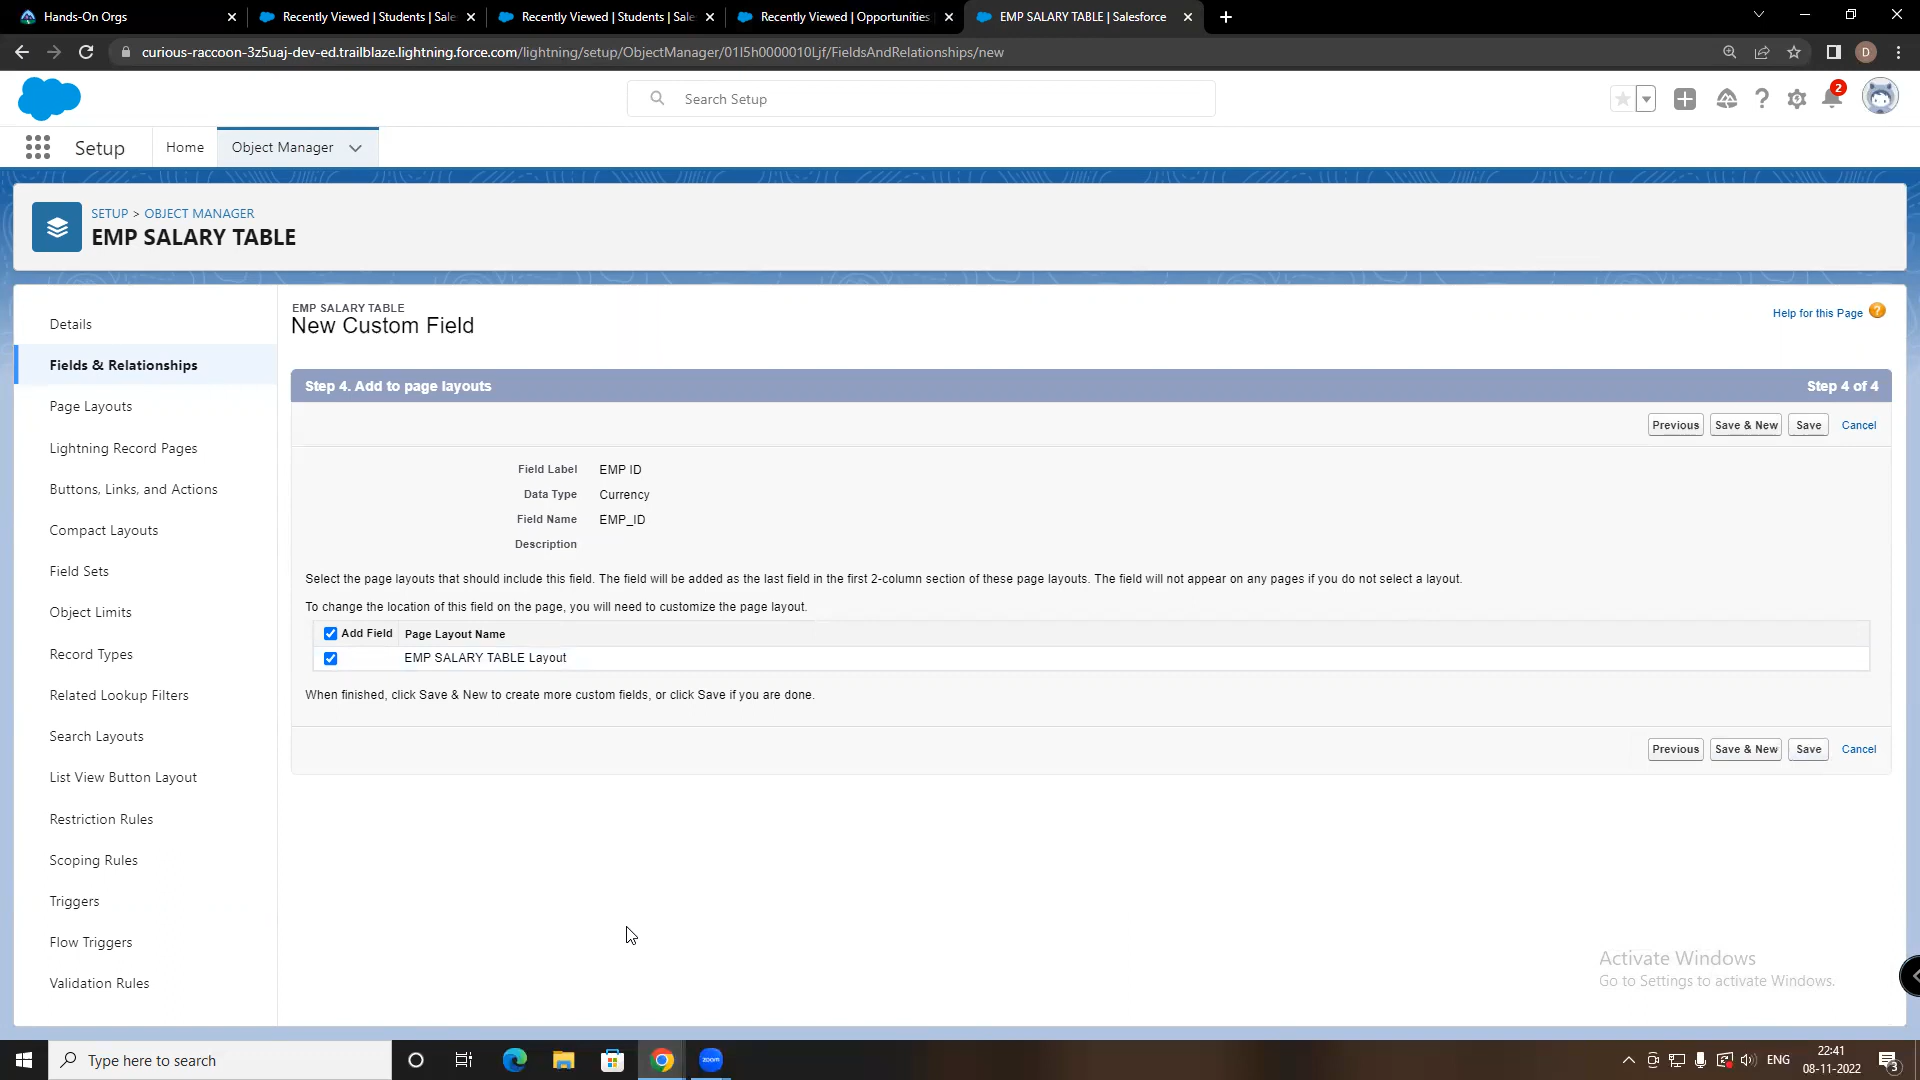 Hands-On Orgs
Recently Viewed | Students | Sale
Recently Viewed | Students | Sale
Recently Viewed | Opportunities
EMP SALARY TABLE | Salesforce
curious-raccoon-3z5uaj-dev-ed.trailblaze.lightning.force.com/lightning/setup/ObjectManager/01I5h0000010Ljf/FieldsAndRelationships/new
D
Search Setup
2
Setup
Home
Object Manager
SETUP > OBJECT MANAGER
EMP SALARY TABLE
Details
Fields & Relationships
Page Layouts
Lightning Record Pages
Buttons, Links, and Actions
Compact Layouts
Field Sets
Object Limits
Record Types
Related Lookup Filters
Search Layouts
List View Button Layout
Restriction Rules
Scoping Rules
Triggers
Flow Triggers
Validation Rules
EMP SALARY TABLE
New Custom Field
Help for this Page ?
Step 4. Add to page layouts
Step 4 of 4
Previous Save & New Save Cancel
Field Label EMP ID
Data Type Currency
Field Name EMP_ID
Description
Select the page layouts that should include this field. The field will be added as the last field in the first 2-column section of these page layouts. The field will not appear on any pages if you do not select a layout.
To change the location of this field on the page, you will need to customize the page layout.
Add Field Page Layout Name
EMP SALARY TABLE Layout
When finished, click Save & New to create more custom fields, or click Save if you are done.
Previous Save & New Save Cancel
Activate Windows
Go to Settings to activate Windows.
Type here to search
zoom
ENG
22:41
08-11-2022
3